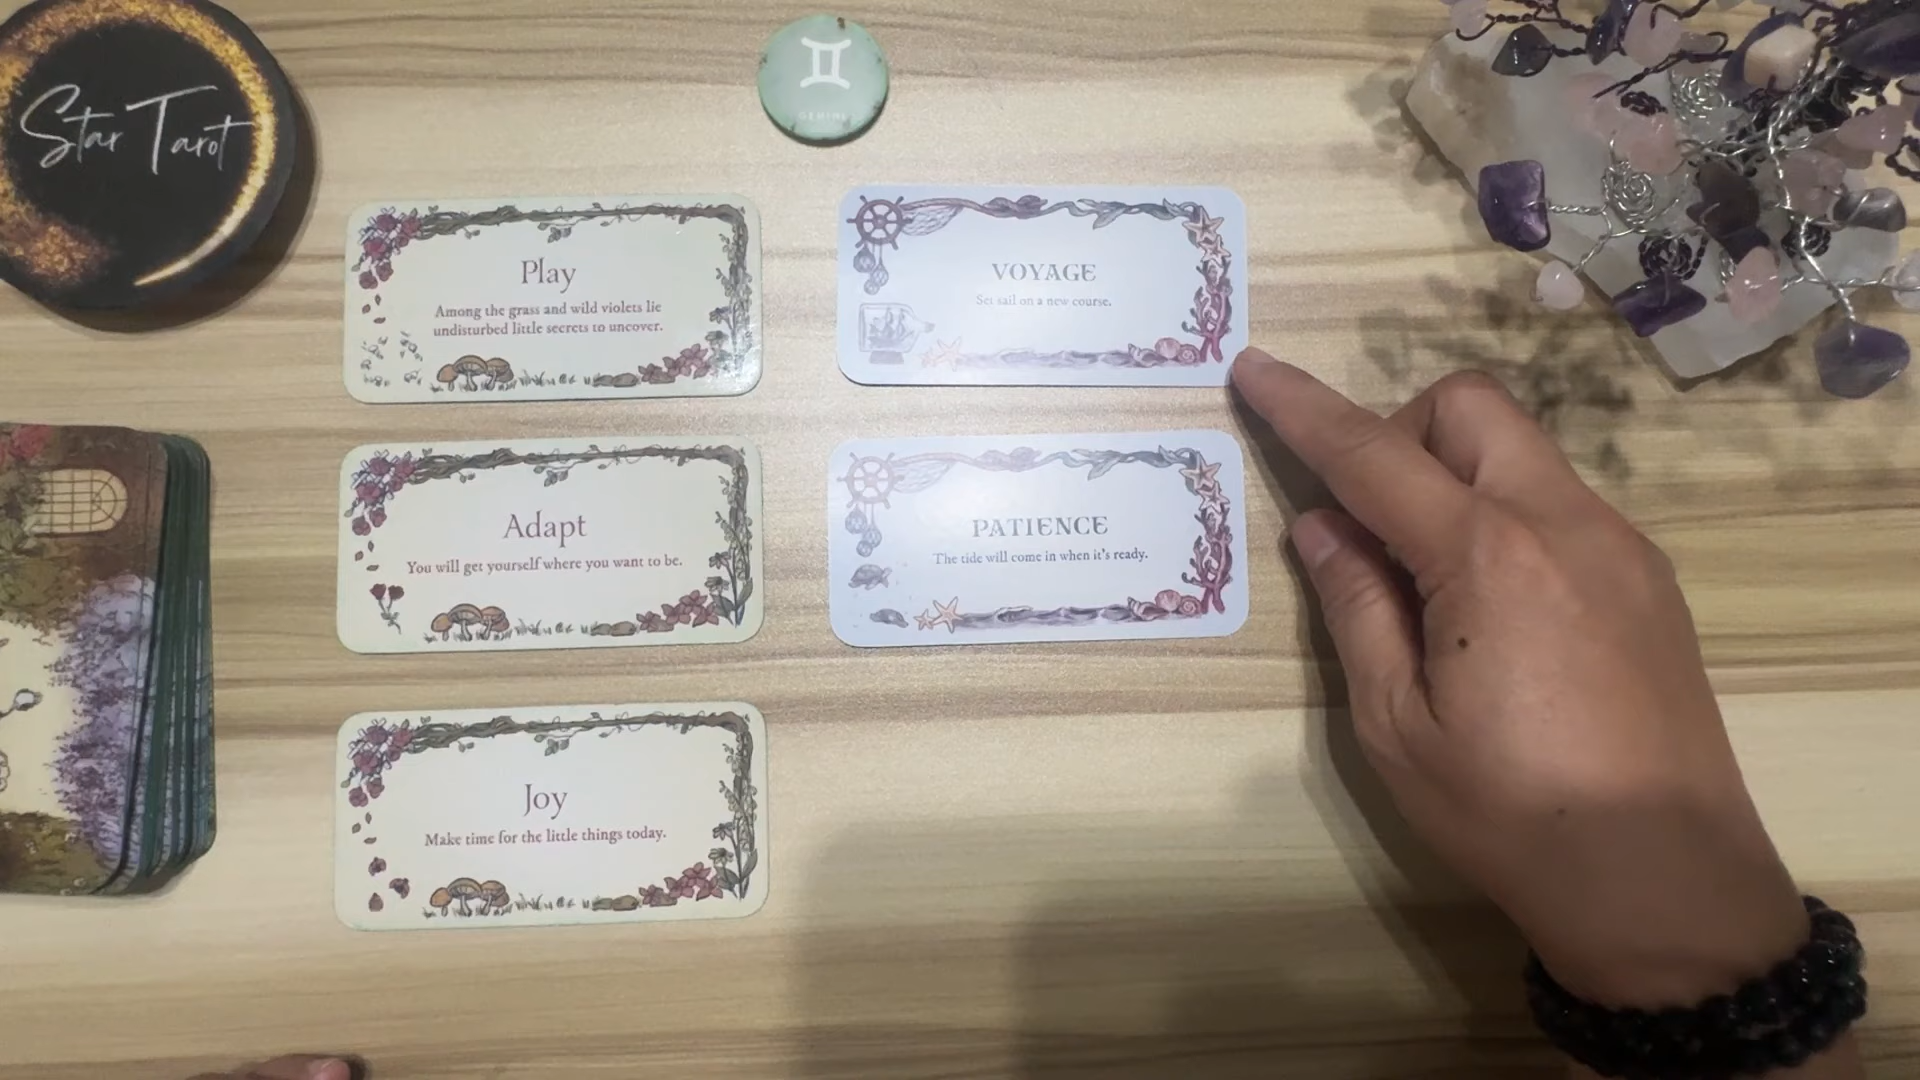 Star Tarot
GEMINI
Play
Among the grass and wild violets lie
undisturbed little secrets to uncover.
VOYAGE
Set sail on a new course.
Adapt
You will get yourself where you want to be.
PATIENCE
The tide will come in when it's ready.
Joy
Make time for the little things today.